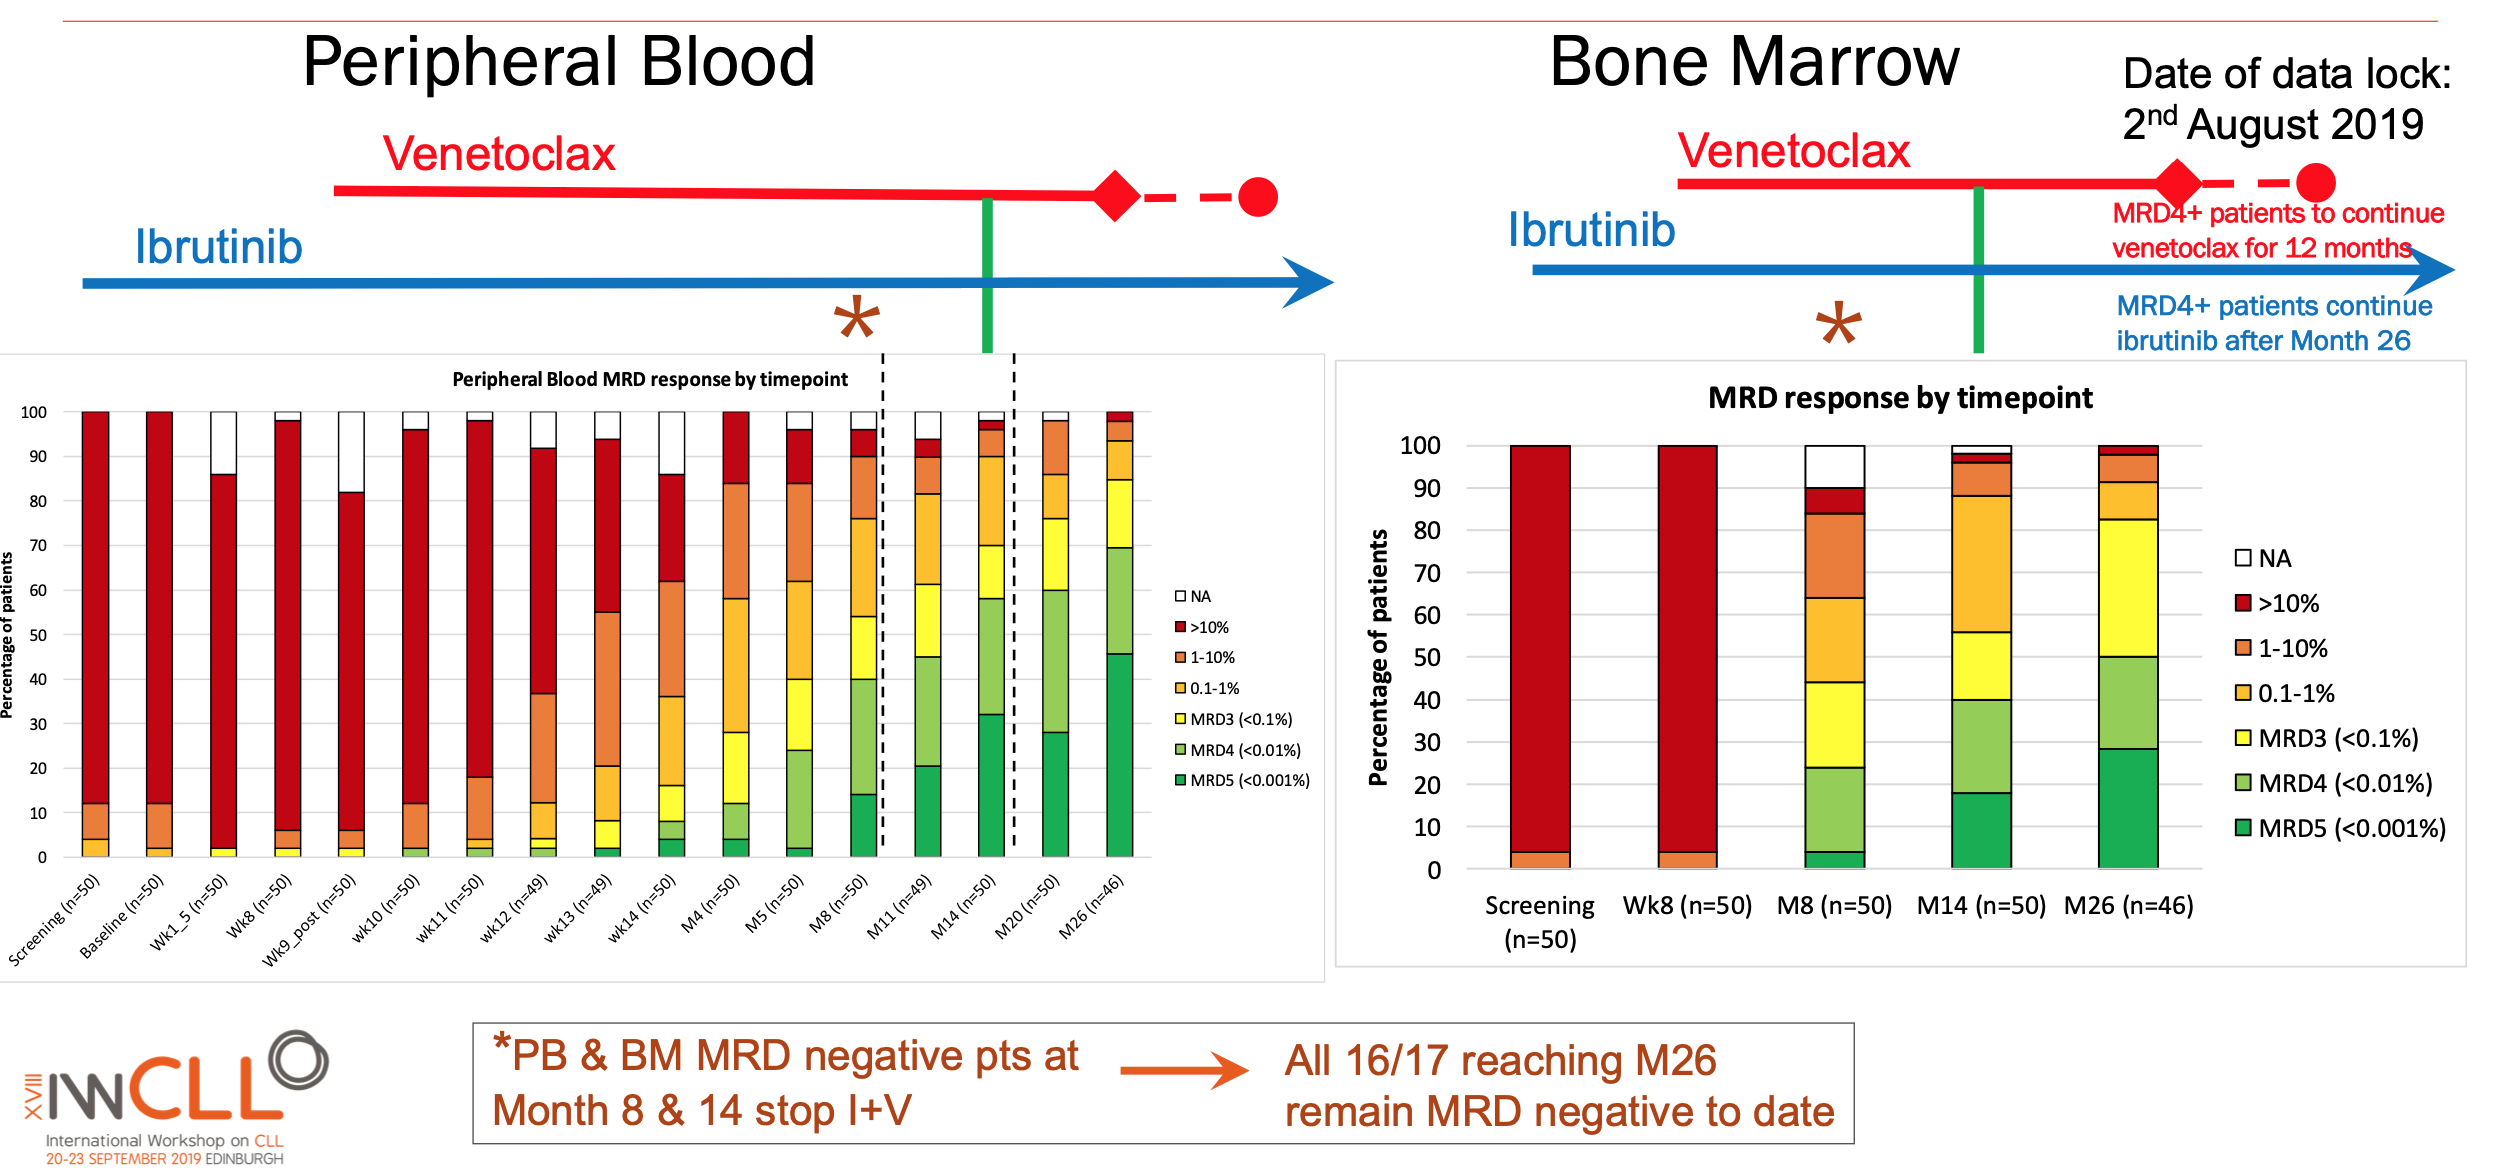 Peripheral Blood
Bone Marrow
Date of data lock:
2nd August 2019
Venetoclax
Ibrutinib
Venetoclax
Ibrutinib
MRD4+ patients to continue
venetoclax for 12 months
MRD4+ patients continue
ibrutinib after Month 26
*
*
Peripheral Blood MRD response by timepoint
Percentage of patients
100
90
80
70
60
50
40
30
20
10
0
Screening (n=50)
Baseline (n=50)
Wk1_5 (n=50)
Wk8 (n=50)
Wk9_post (n=50)
wk10 (n=50)
wk11 (n=50)
wk12 (n=49)
wk13 (n=49)
wk14 (n=50)
M4 (n=50)
M5 (n=50)
M8 (n=50)
M11 (n=49)
M14 (n=50)
M20 (n=50)
M26 (n=46)
NA
>10%
1-10%
0.1-1%
MRD3 (<0.1%)
MRD4 (<0.01%)
MRD5 (<0.001%)
MRD response by timepoint
Percentage of patients
100
90
80
70
60
50
40
30
20
10
0
Screening
(n=50)
Wk8 (n=50)
M8 (n=50)
M14 (n=50)
M26 (n=46)
NA
>10%
1-10%
0.1-1%
MRD3 (<0.1%)
MRD4 (<0.01%)
MRD5 (<0.001%)
XVIII
iwCLL
International Workshop on CLL
20-23 SEPTEMBER 2019 EDINBURGH
*PB & BM MRD negative pts at
Month 8 & 14 stop I+V
All 16/17 reaching M26
remain MRD negative to date